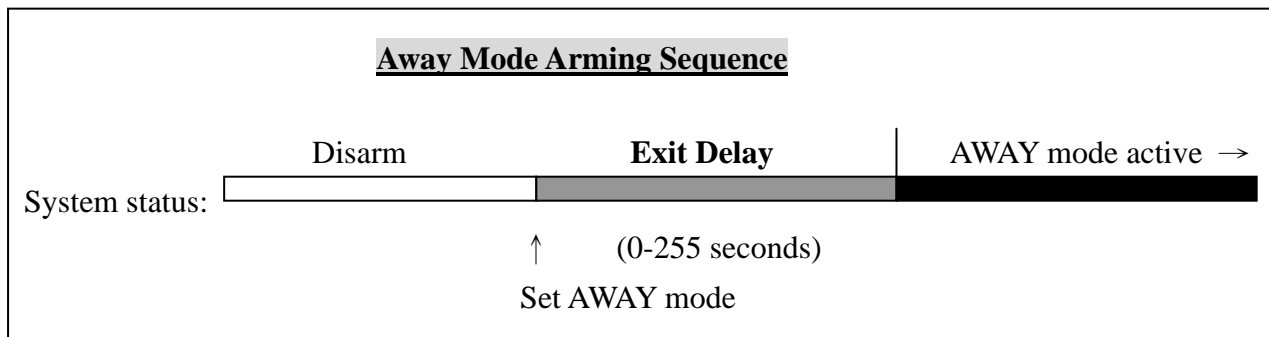 Away Mode Arming Sequence
Disarm Exit Delay AWAY mode active →
System status:
↑ (0-255 seconds)
Set AWAY mode